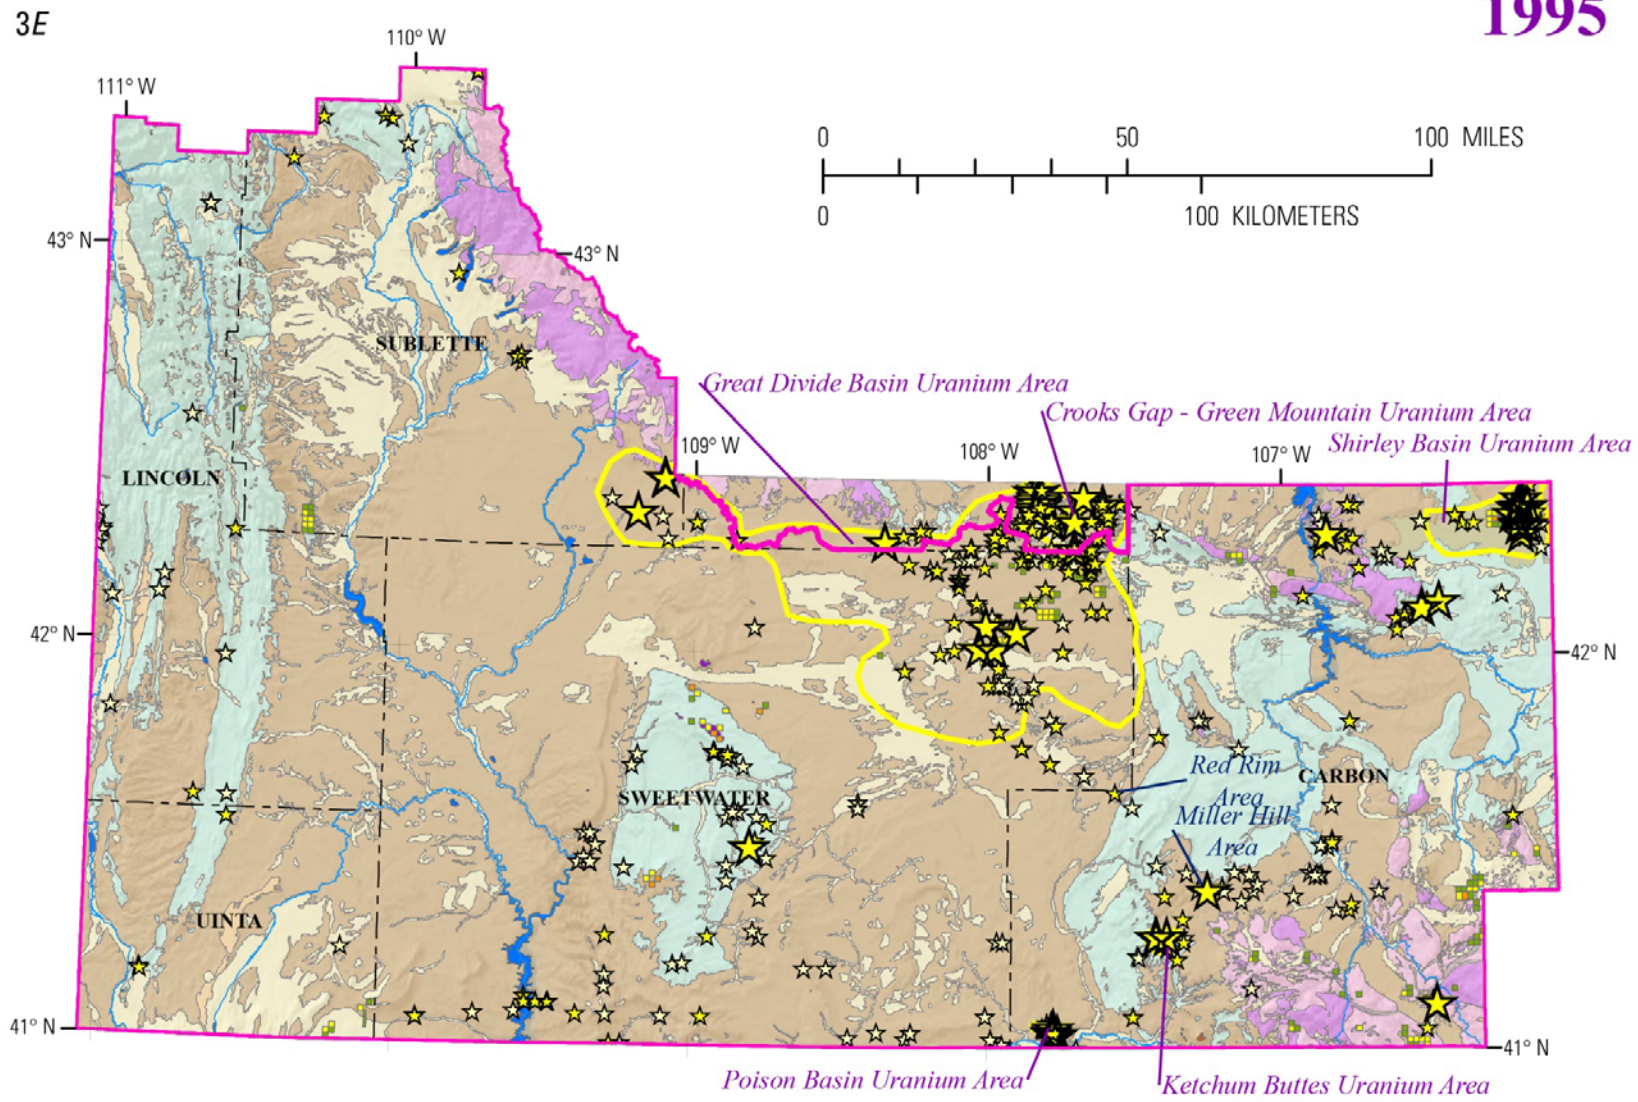 3E
1995
110° W
111° W
0
50
100 MILES
0
100 KILOMETERS
43° N
43° N
SUBLETTE
Great Divide Basin Uranium Area
Crooks Gap - Green Mountain Uranium Area
109° W
108° W
107° W
Shirley Basin Uranium Area
LINCOLN
42° N
42° N
SWEETWATER
Red Rim
Area
CARBON
Miller Hill
Area
UINTA
41° N
41° N
Poison Basin Uranium Area
Ketchum Buttes Uranium Area